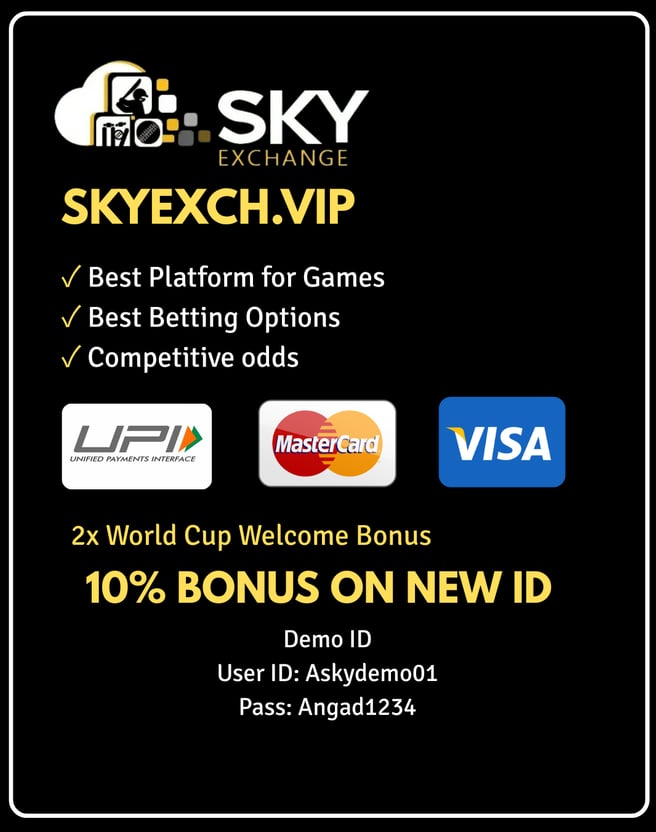 SKY
EXCHANGE
SKYEXCH.VIP
✓ Best Platform for Games
✓ Best Betting Options
✓ Competitive odds
UPI
UNIFIED PAYMENTS INTERFACE
MasterCard
VISA
2x World Cup Welcome Bonus
10% BONUS ON NEW ID
Demo ID
User ID: Askydemo01
Pass: Angad1234